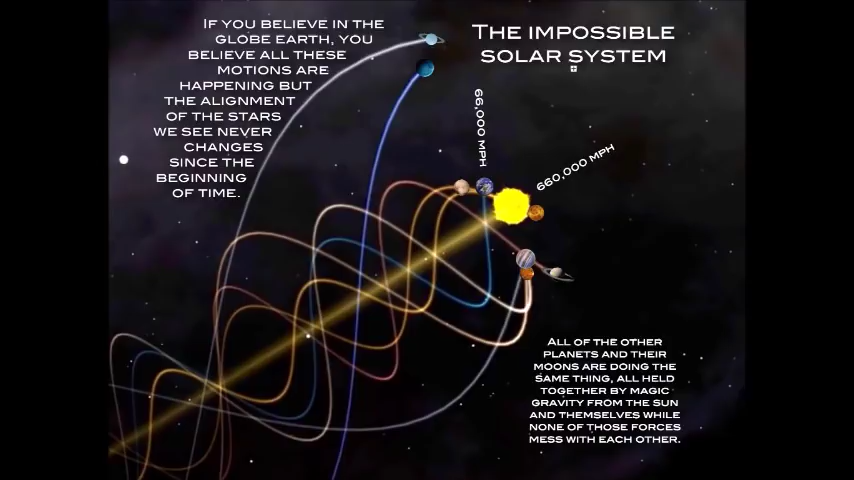 IF YOU BELIEVE IN THE
GLOBE EARTH, YOU
BELIEVE ALL THESE
MOTIONS ARE
HAPPENING BUT
THE ALIGNMENT
OF THE STARS
WE SEE NEVER
CHANGES
SINCE THE
BEGINNING
OF TIME.
THE IMPOSSIBLE
SOLAR SYSTEM
66,000 MPH
660,000 MPH
ALL OF THE OTHER
PLANETS AND THEIR
MOONS ARE DOING THE
SAME THING, ALL HELD
TOGETHER BY MAGIC
GRAVITY FROM THE SUN
AND THEMSELVES WHILE
NONE OF THOSE FORCES
MESS WITH EACH OTHER.